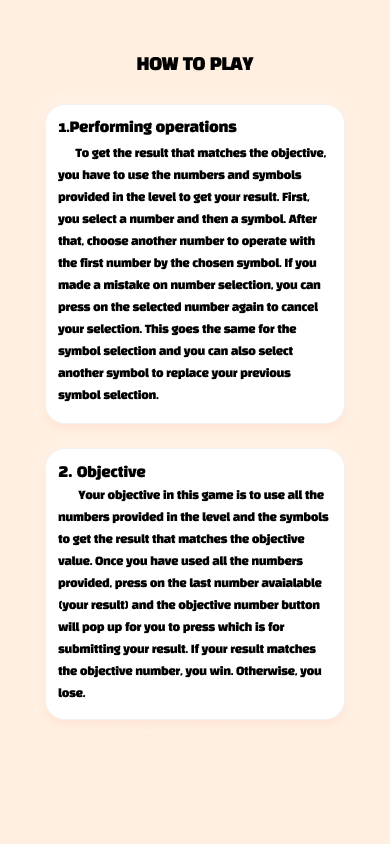 HOW TO PLAY
1.Performing operations
To get the result that matches the objective,
you have to use the numbers and symbols
provided in the level to get your result. First,
you select a number and then a symbol. After
that, choose another number to operate with
the first number by the chosen symbol. If you
made a mistake on number selection, you can
press on the selected number again to cancel
your selection. This goes the same for the
symbol selection and you can also select
another symbol to replace your previous
symbol selection.
2. Objective
Your objective in this game is to use all the
numbers provided in the level and the symbols
to get the result that matches the objective
value. Once you have used all the numbers
provided, press on the last number avaialable
(your result) and the objective number button
will pop up for you to press which is for
submitting your result. If your result matches
the objective number, you win. Otherwise, you
lose.